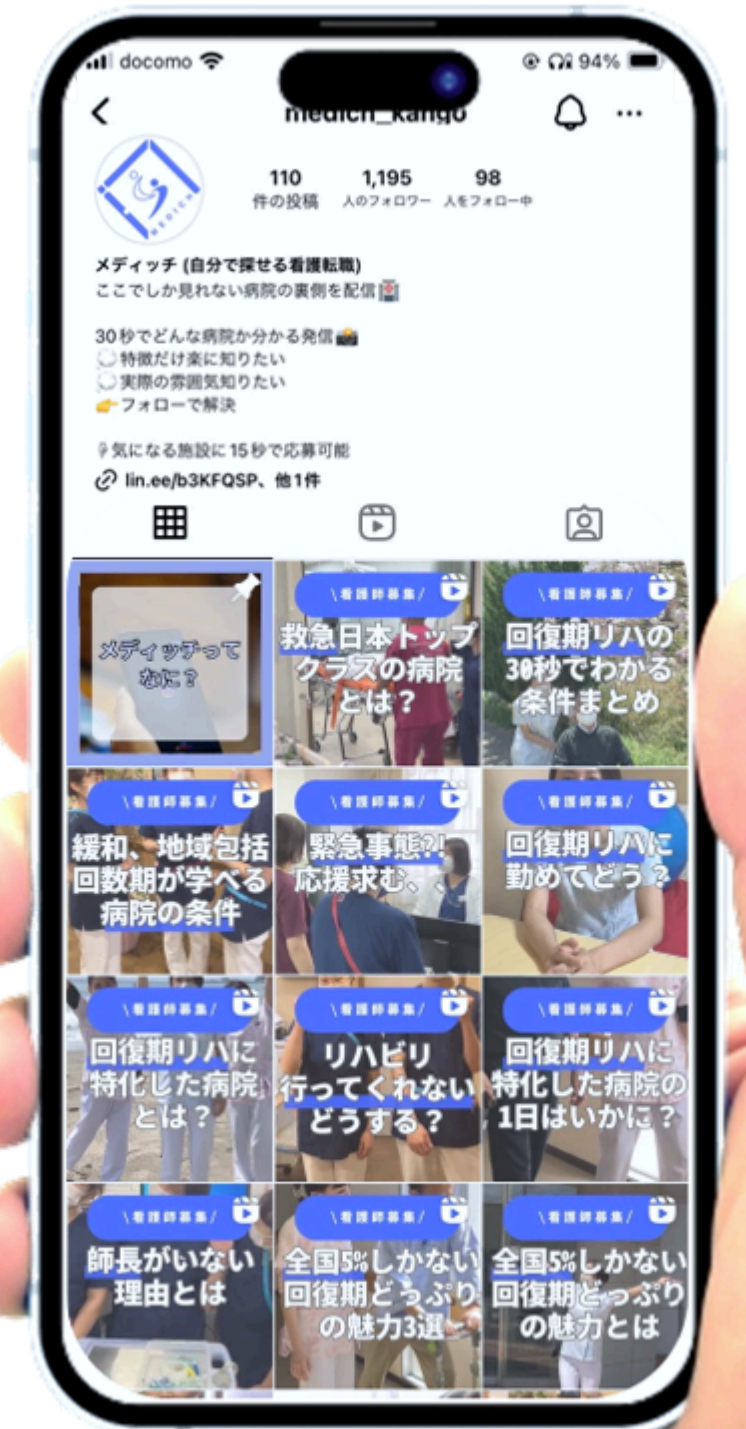 docomo
94%
medich_kango
110
件の投稿
1,195
人のフォロワー
98
人をフォロー中
MEDICH
メディッチ (自分で探せる看護転職)
ここでしか見れない病院の裏側を配信🏥
30秒でどんな病院か分かる発信📸
💭特徴だけ楽に知りたい
💭実際の雰囲気知りたい
👉フォローで解決
👇気になる施設に15秒で応募可能
lin.ee/b3KFQSP、他1件
メディッチって
なに？
\看護師募集/
救急日本トップ
クラスの病院
とは？
\看護師募集/
回復期リハの
30秒でわかる
条件まとめ
\看護師募集/
緩和、地域包括
回数期が学べる
病院の条件
\看護師募集/
緊急事態?!
応援求む、、
\看護師募集/
回復期リハに
勤めてどう？
\看護師募集/
回復期リハに
特化した病院
とは？
\看護師募集/
リハビリ
行ってくれない
どうする？
\看護師募集/
回復期リハに
特化した病院の
1日はいかに？
\看護師募集/
師長がいない
理由とは
\看護師募集/
全国5%しかない
回復期どっぷり
の魅力3選
\看護師募集/
全国5%しかない
回復期どっぷり
の魅力とは